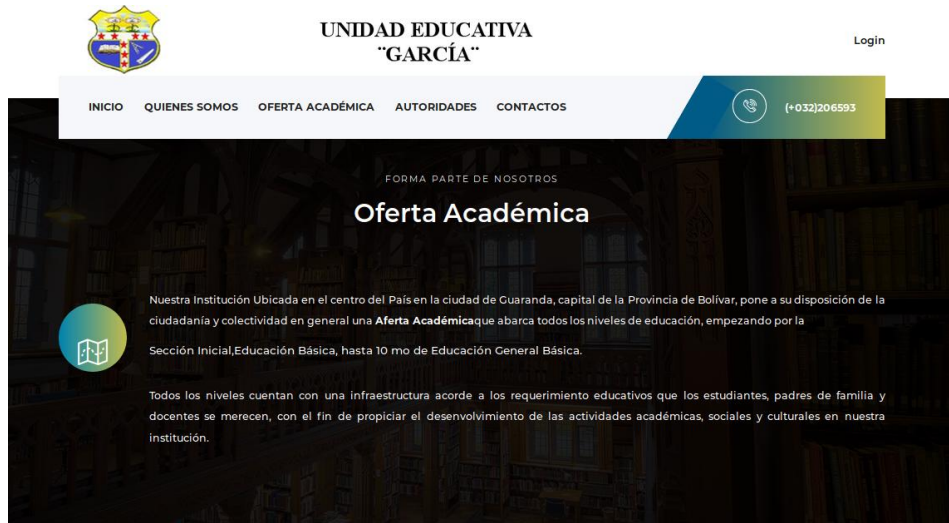 UNIDAD EDUCATIVA
¨GARCÍA¨
Login
INICIO QUIENES SOMOS OFERTA ACADÉMICA AUTORIDADES CONTACTOS (+032)206593
FORMA PARTE DE NOSOTROS
Oferta Académica
Nuestra Institución Ubicada en el centro del País en la ciudad de Guaranda, capital de la Provincia de Bolívar, pone a su disposición de la
ciudadanía y colectividad en general una Aferta Académicaque abarca todos los niveles de educación, empezando por la
Sección Inicial,Educación Básica, hasta 10 mo de Educación General Básica.
Todos los niveles cuentan con una infraestructura acorde a los requerimiento educativos que los estudiantes, padres de familia y
docentes se merecen, con el fin de propiciar el desenvolvimiento de las actividades académicas, sociales y culturales en nuestra
institución.